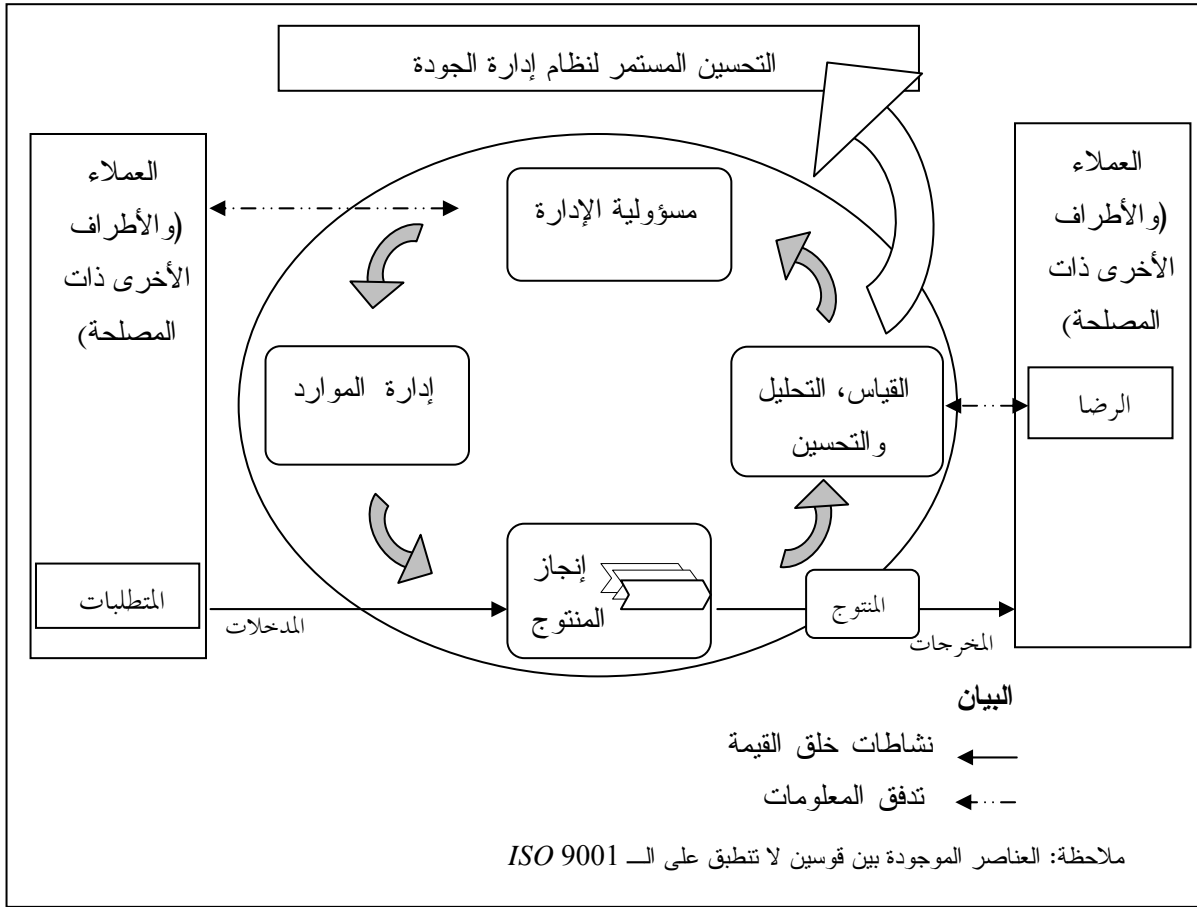 التحسين المستمر لنظام إدارة الجودة
العملاء
(والأطراف
الأخرى ذات
المصلحة)
الرضا
مسؤولية الإدارة
القياس، التحليل
والتحسين
إدارة الموارد
إنجاز
المنتوج
المنتوج
المخرجات
العملاء
(والأطراف
الأخرى ذات
المصلحة)
المتطلبات
المدخلات
البيان
نشاطات خلق القيمة
تدفق المعلومات
ملاحظة: العناصر الموجودة بين قوسين لا تنطبق على الـــ ISO 9001